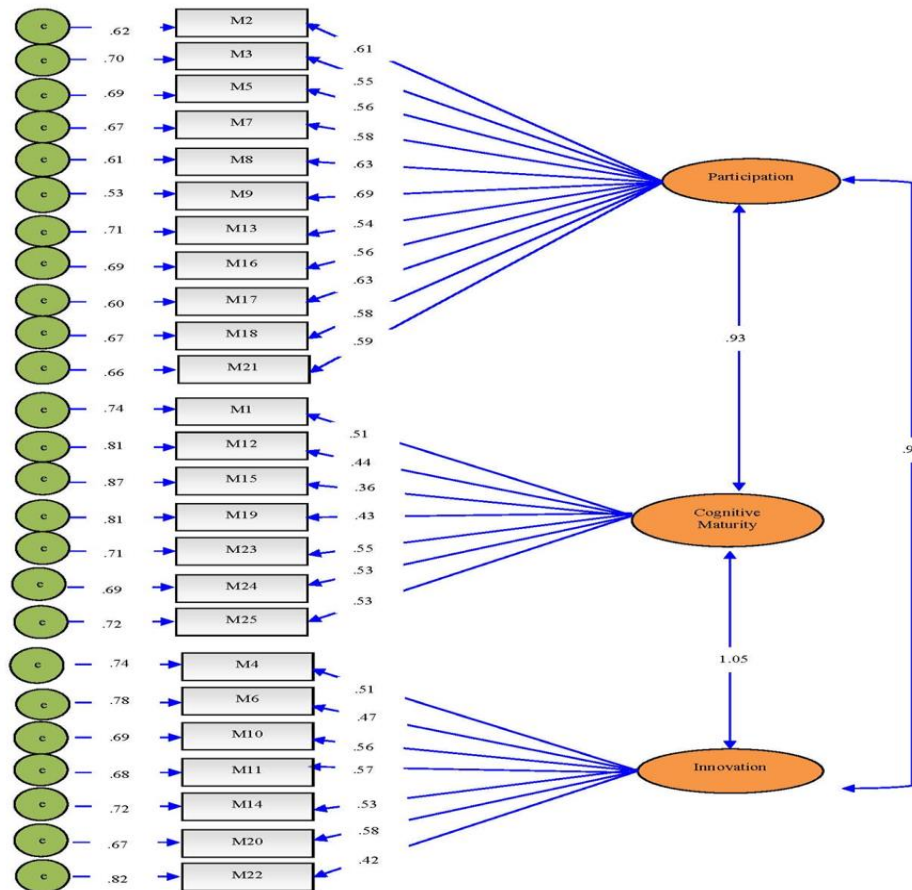 e .62 M2 .61
e .70 M3 .55
e .69 M5 .56
e .67 M7 .58
e .61 M8 .63
e .53 M9 .69
e .71 M13 .54
e .69 M16 .56
e .60 M17 .63
e .67 M18 .58
e .66 M21 .59
Participation
.93
.9
e .74 M1 .51
e .81 M12 .44
e .87 M15 .36
e .81 M19 .43
e .71 M23 .55
e .69 M24 .53
e .72 M25 .53
Cognitive
Maturity
1.05
e .74 M4 .51
e .78 M6 .47
e .69 M10 .56
e .68 M11 .57
e .72 M14 .53
e .67 M20 .58
e .82 M22 .42
Innovation